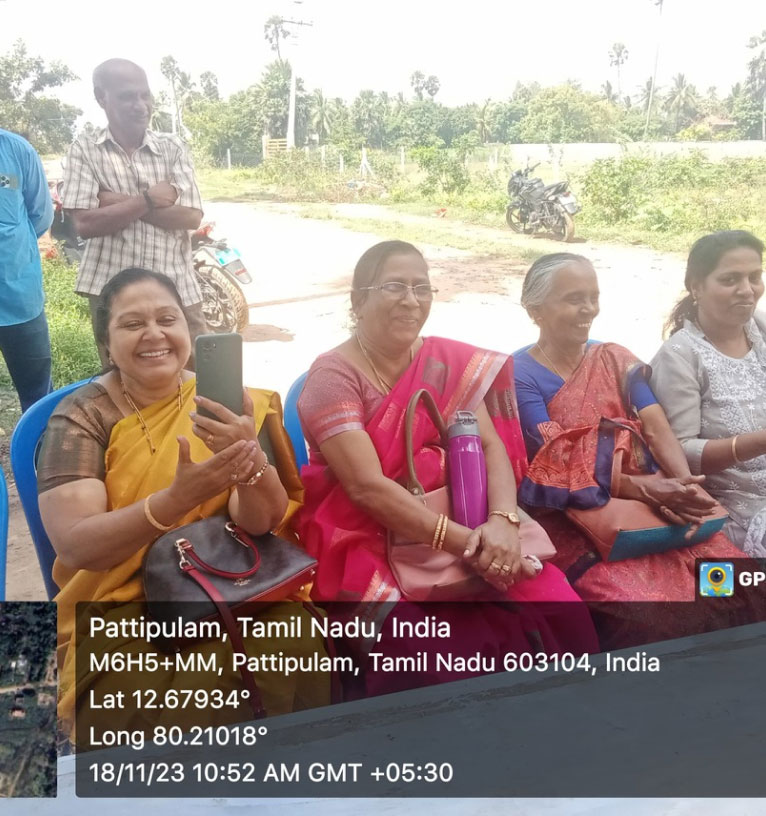 GP
Pattipulam, Tamil Nadu, India
M6H5+MM, Pattipulam, Tamil Nadu 603104, India
Lat 12.67934°
Long 80.21018°
18/11/23 10:52 AM GMT +05:30